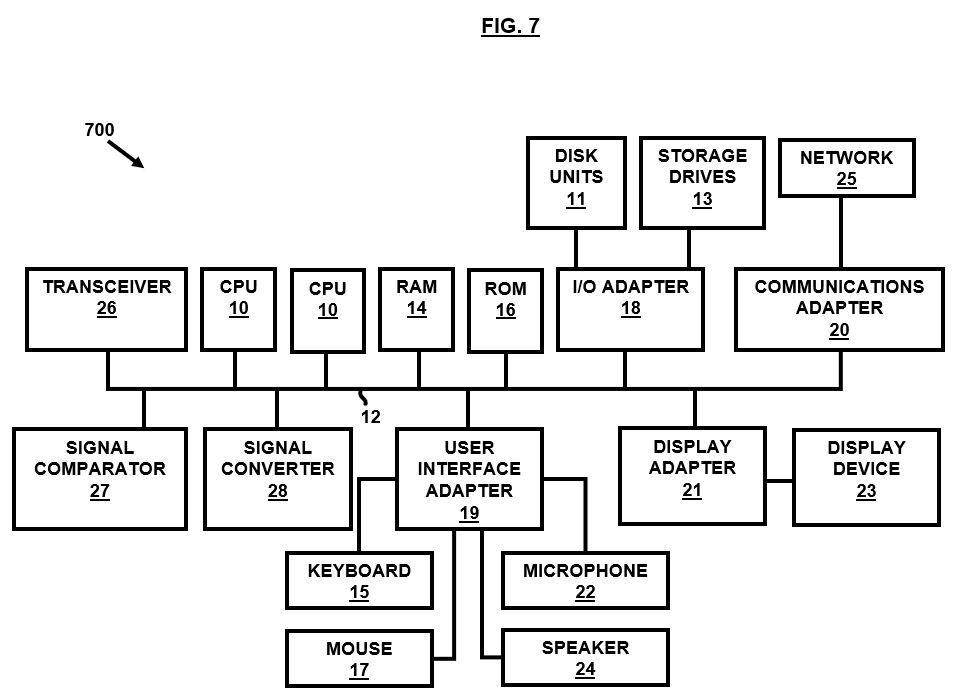 FIG. 7
700
DISK
UNITS
11
STORAGE
DRIVES
13
NETWORK
25
TRANSCEIVER
26
CPU
10
CPU
10
RAM
14
ROM
16
I/O ADAPTER
18
COMMUNICATIONS
ADAPTER
20
12
SIGNAL
COMPARATOR
27
SIGNAL
CONVERTER
28
USER
INTERFACE
ADAPTER
19
DISPLAY
ADAPTER
21
DISPLAY
DEVICE
23
KEYBOARD
15
MICROPHONE
22
MOUSE
17
SPEAKER
24